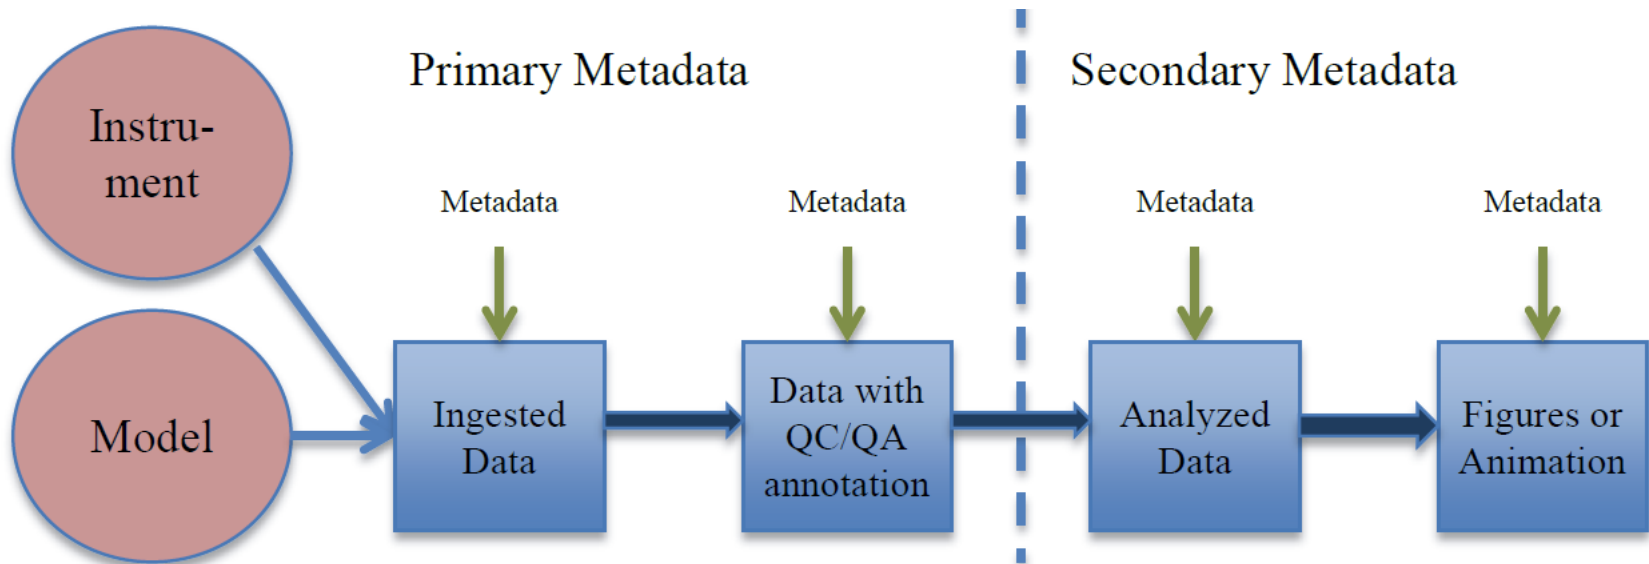 Primary Metadata
Secondary Metadata
Instru-
ment
Metadata
Metadata
Metadata
Metadata
Model
Ingested
Data
Data with
QC/QA
annotation
Analyzed
Data
Figures or
Animation